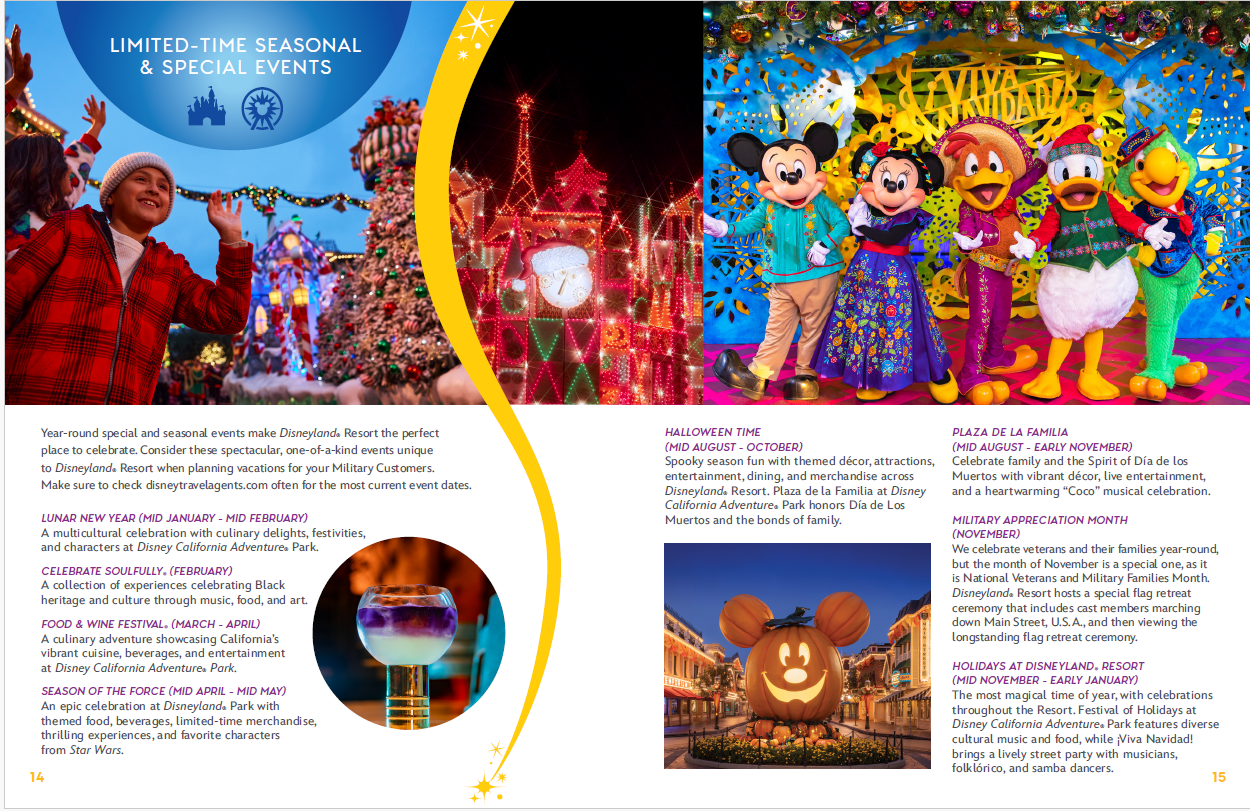 LIMITED-TIME SEASONAL
& SPECIAL EVENTS
¡VIVA
NAVIDAD!
Year-round special and seasonal events make Disneyland® Resort the perfect
place to celebrate. Consider these spectacular, one-of-a-kind events unique
to Disneyland® Resort when planning vacations for your Military Customers.
Make sure to check disneytravelagents.com often for the most current event dates.
LUNAR NEW YEAR (MID JANUARY - MID FEBRUARY)
A multicultural celebration with culinary delights, festivities,
and characters at Disney California Adventure® Park.
CELEBRATE SOULFULLY® (FEBRUARY)
A collection of experiences celebrating Black
heritage and culture through music, food, and art.
FOOD & WINE FESTIVAL® (MARCH - APRIL)
A culinary adventure showcasing California's
vibrant cuisine, beverages, and entertainment
at Disney California Adventure® Park.
SEASON OF THE FORCE (MID APRIL - MID MAY)
An epic celebration at Disneyland® Park with
themed food, beverages, limited-time merchandise,
thrilling experiences, and favorite characters
from Star Wars.
14
HALLOWEEN TIME
(MID AUGUST - OCTOBER)
Spooky season fun with themed décor, attractions,
entertainment, dining, and merchandise across
Disneyland® Resort. Plaza de la Familia at Disney
California Adventure® Park honors Día de Los
Muertos and the bonds of family.
PLAZA DE LA FAMILIA
(MID AUGUST - EARLY NOVEMBER)
Celebrate family and the Spirit of Día de los
Muertos with vibrant décor, live entertainment,
and a heartwarming “Coco” musical celebration.
MILITARY APPRECIATION MONTH
(NOVEMBER)
We celebrate veterans and their families year-round,
but the month of November is a special one, as it
is National Veterans and Military Families Month.
Disneyland® Resort hosts a special flag retreat
ceremony that includes cast members marching
down Main Street, U.S.A., and then viewing the
longstanding flag retreat ceremony.
HOLIDAYS AT DISNEYLAND® RESORT
(MID NOVEMBER - EARLY JANUARY)
The most magical time of year, with celebrations
throughout the Resort. Festival of Holidays at
Disney California Adventure® Park features diverse
cultural music and food, while ¡Viva Navidad!
brings a lively street party with musicians,
folklórico, and samba dancers.
15